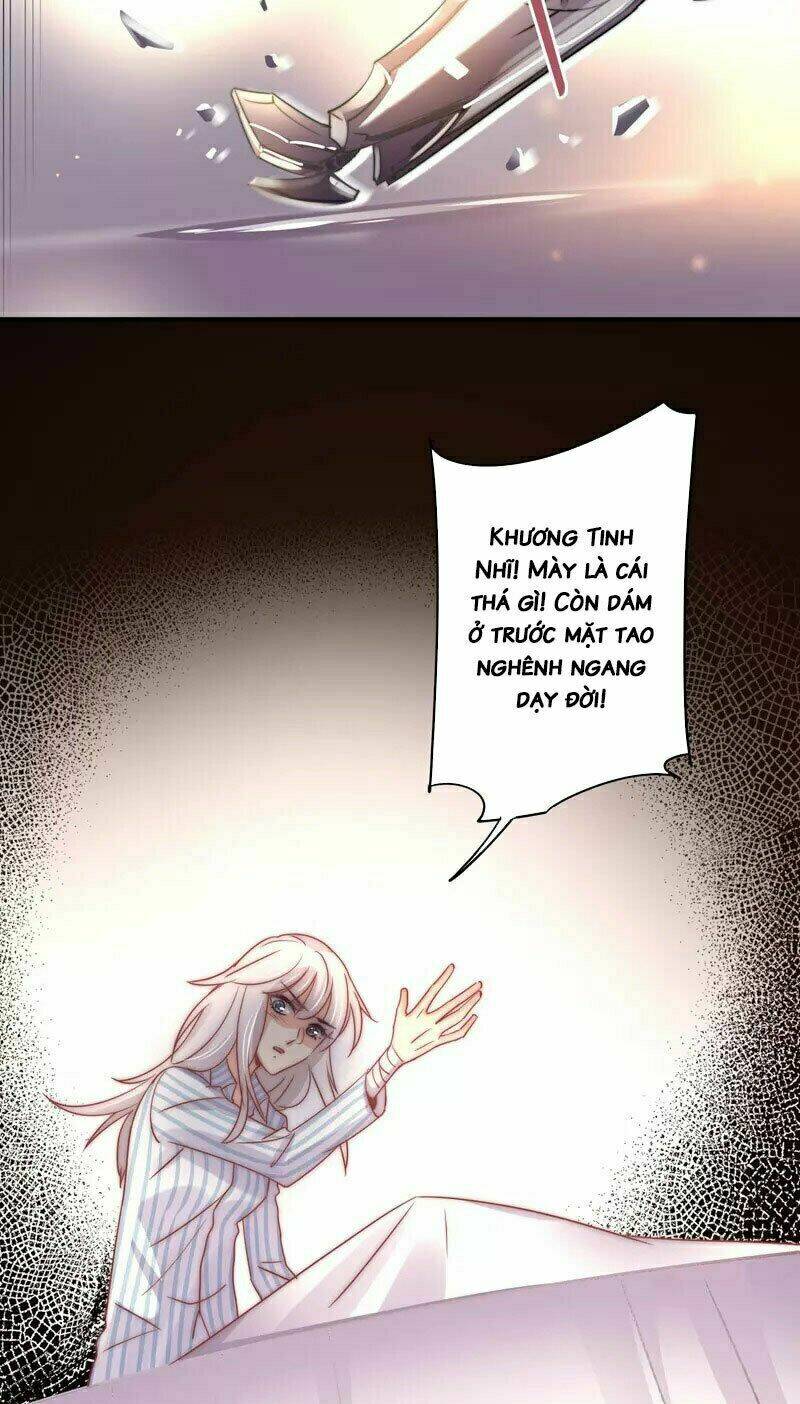 KHƯƠNG TINH
NHĨ! MÀY LÀ CÁI
THÁ GÌ! CÒN DÁM
Ở TRƯỚC MẶT TAO
NGHÊNH NGANG
DẠY ĐỜI!